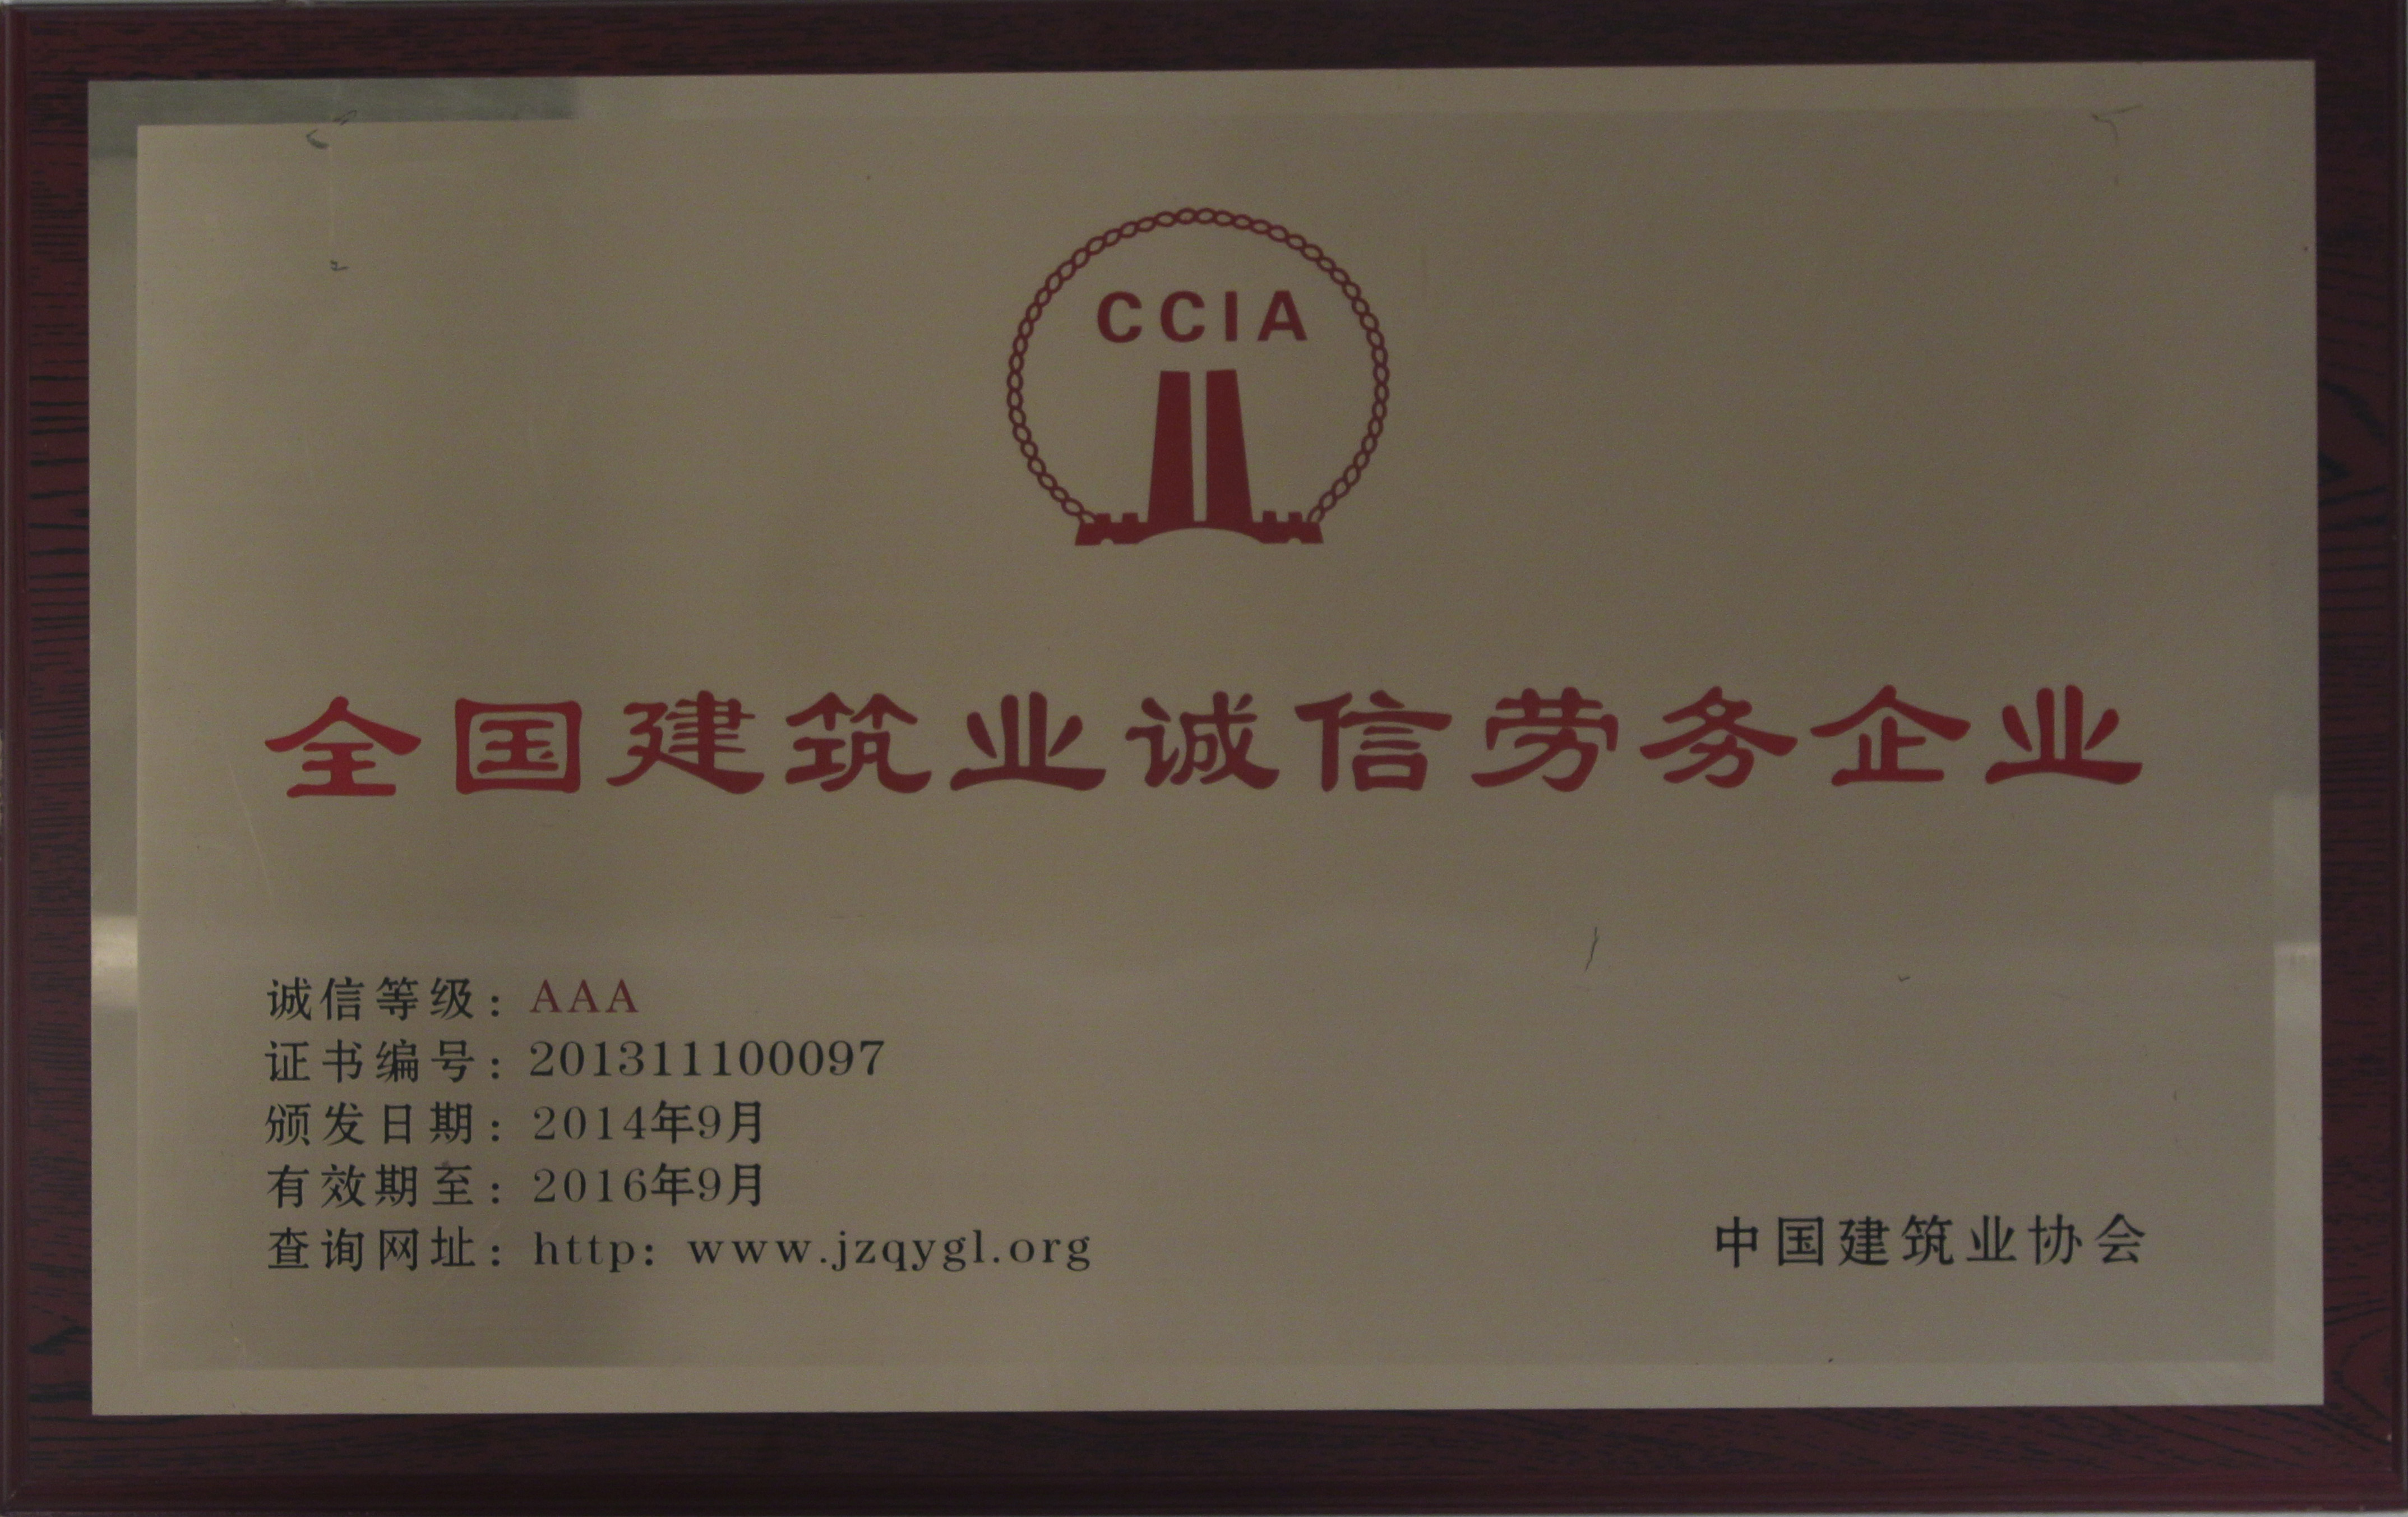 CCIA
全国建筑业诚信劳务企业
诚信等级：AAA
证书编号：201311100097
颁发日期：2014年9月
有效期至：2016年9月
查询网址：http: www.jzqygl.org
中国建筑业协会